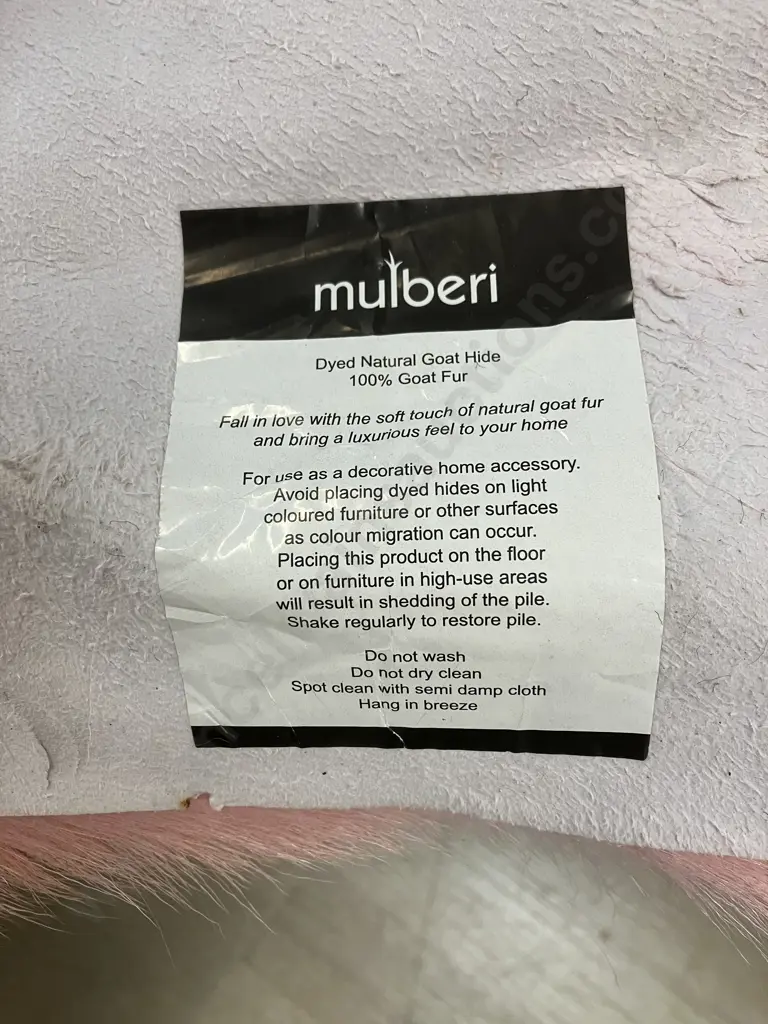 mulberi
Dyed Natural Goat Hide
100% Goat Fur
Fall in love with the soft touch of natural goat fur
and bring a luxurious feel to your home
For use as a decorative home accessory.
Avoid placing dyed hides on light
coloured furniture or other surfaces
as colour migration can occur.
Placing this product on the floor
or on furniture in high-use areas
will result in shedding of the pile.
Shake regularly to restore pile.
Do not wash
Do not dry clean
Spot clean with semi damp cloth
Hang in breeze